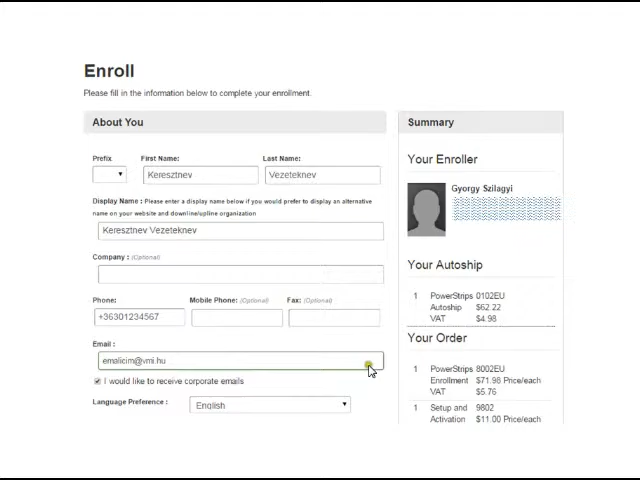 Enroll
Please fill in the information below to complete your enrollment.
About You
Prefix
First Name:
Last Name:
Keresztnev
Vezeteknev
Display Name : Please enter a display name below if you would prefer to display an alternative
name on your website and downline/upline organization
Keresztnev Vezeteknev
Company : (Optional)
Phone:
Mobile Phone: (Optional)
Fax: (Optional)
+36301234567
Email :
emailcim@vmi.hu
I would like to receive corporate emails
Language Preference :
English
Summary
Your Enroller
Gyorgy Szilagyi
Your Autoship
1 PowerStrips 0102EU
Autoship $62.22
VAT $4.98
Your Order
1 PowerStrips 8002EU
Enrollment $71.98 Price/each
VAT $5.76
1 Setup and 9802
Activation $11.00 Price/each